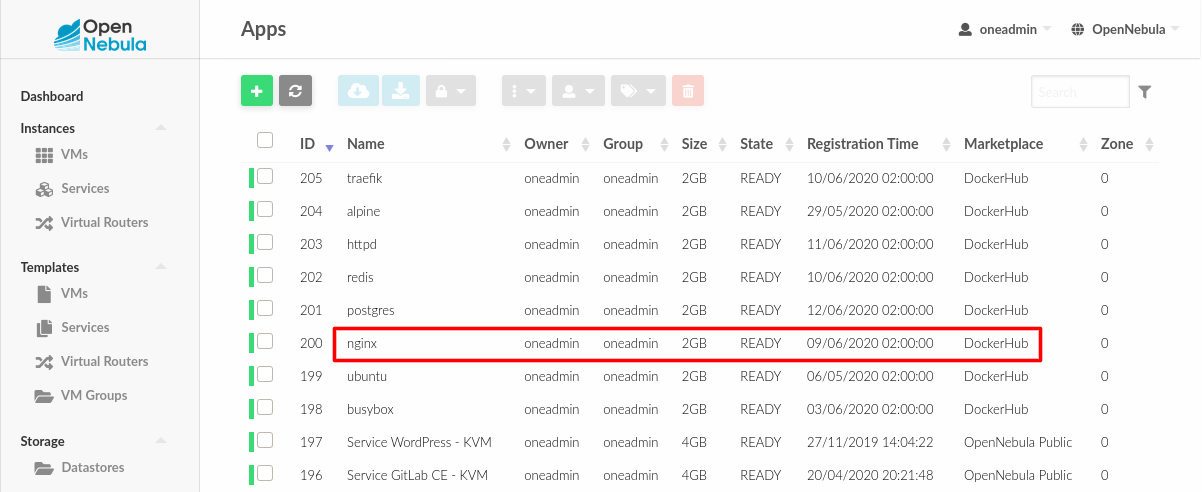 Open
Nebula
Apps
oneadmin
OpenNebula
Dashboard
Instances
VMs
Services
Virtual Routers
Templates
VMs
Services
Virtual Routers
VM Groups
Storage
Datastores
Search
ID Name Owner Group Size State Registration Time Marketplace Zone
205 traefik oneadmin oneadmin 2GB READY 10/06/2020 02:00:00 DockerHub 0
204 alpine oneadmin oneadmin 2GB READY 29/05/2020 02:00:00 DockerHub 0
203 httpd oneadmin oneadmin 2GB READY 11/06/2020 02:00:00 DockerHub 0
202 redis oneadmin oneadmin 2GB READY 10/06/2020 02:00:00 DockerHub 0
201 postgres oneadmin oneadmin 2GB READY 12/06/2020 02:00:00 DockerHub 0
200 nginx oneadmin oneadmin 2GB READY 09/06/2020 02:00:00 DockerHub 0
199 ubuntu oneadmin oneadmin 2GB READY 06/05/2020 02:00:00 DockerHub 0
198 busybox oneadmin oneadmin 2GB READY 03/06/2020 02:00:00 DockerHub 0
197 Service WordPress - KVM oneadmin oneadmin 4GB READY 27/11/2019 14:04:22 OpenNebula Public 0
196 Service GitLab CE - KVM oneadmin oneadmin 4GB READY 20/04/2020 20:21:48 OpenNebula Public 0